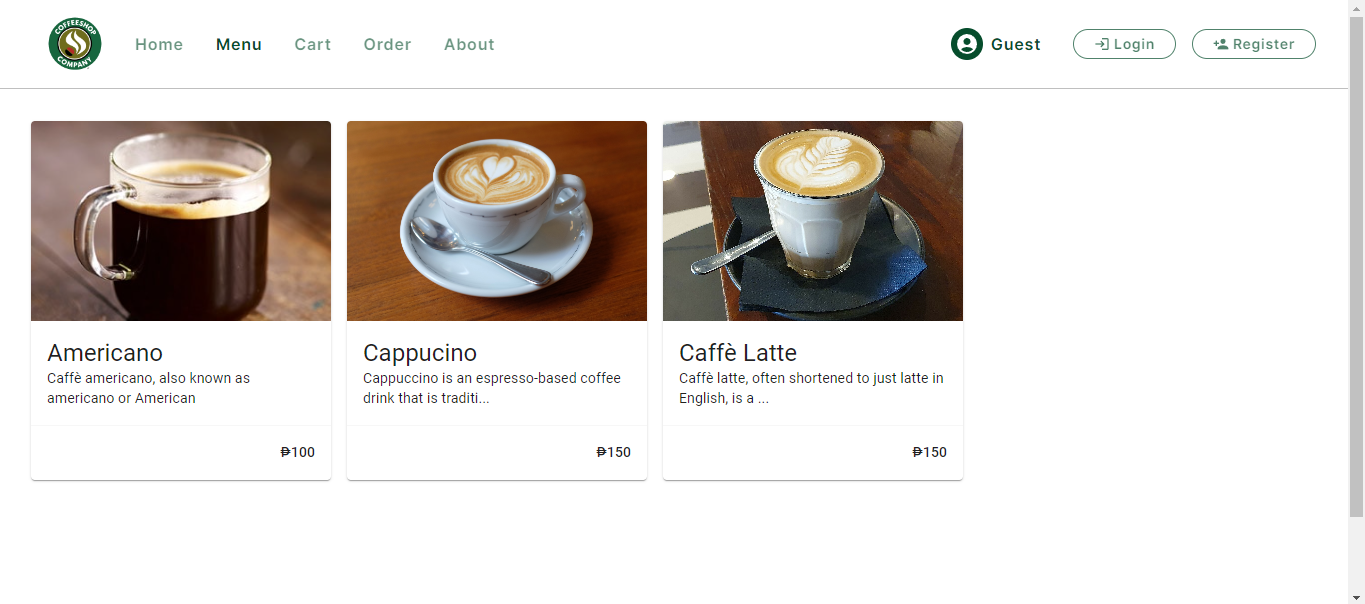 COFFEESHOP
COMPANY
Home Menu Cart Order About
Guest
Login
Register
Americano
Caffè americano, also known as
americano or American
₱100
Cappucino
Cappuccino is an espresso-based coffee
drink that is traditi...
₱150
Caffè Latte
Caffè latte, often shortened to just latte in
English, is a ...
₱150